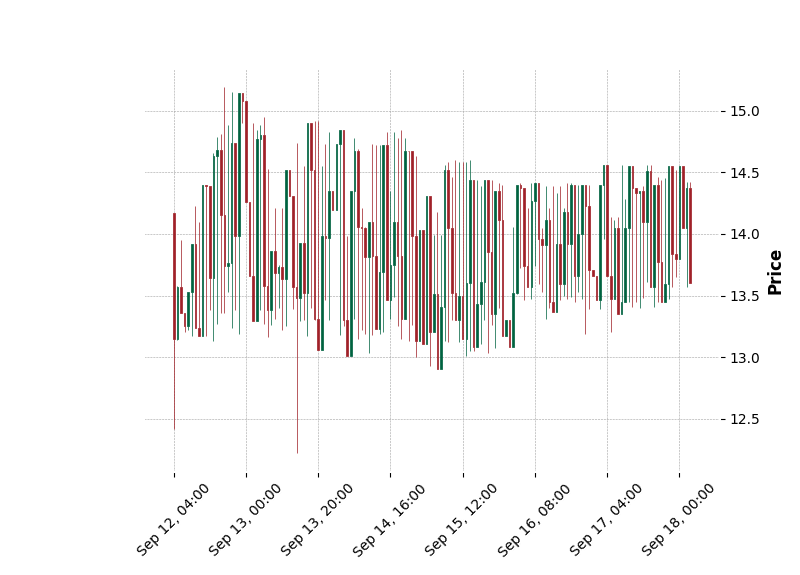 15.0
14.5
14.0
13.5
13.0
12.5
Price
Sep 12, 04:00
Sep 13, 00:00
Sep 13, 20:00
Sep 14, 16:00
Sep 15, 12:00
Sep 16, 08:00
Sep 17, 04:00
Sep 18, 00:00